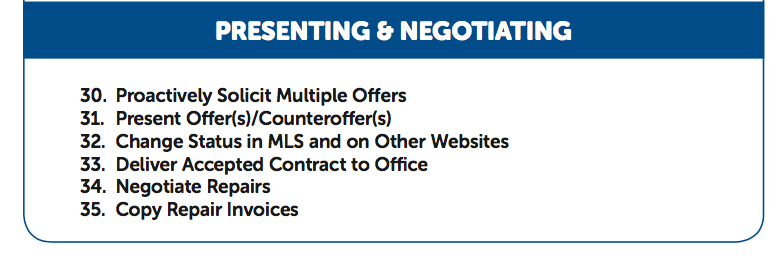 PRESENTING & NEGOTIATING
30. Proactively Solicit Multiple Offers
31. Present Offer(s)/Counteroffer(s)
32. Change Status in MLS and on Other Websites
33. Deliver Accepted Contract to Office
34. Negotiate Repairs
35. Copy Repair Invoices